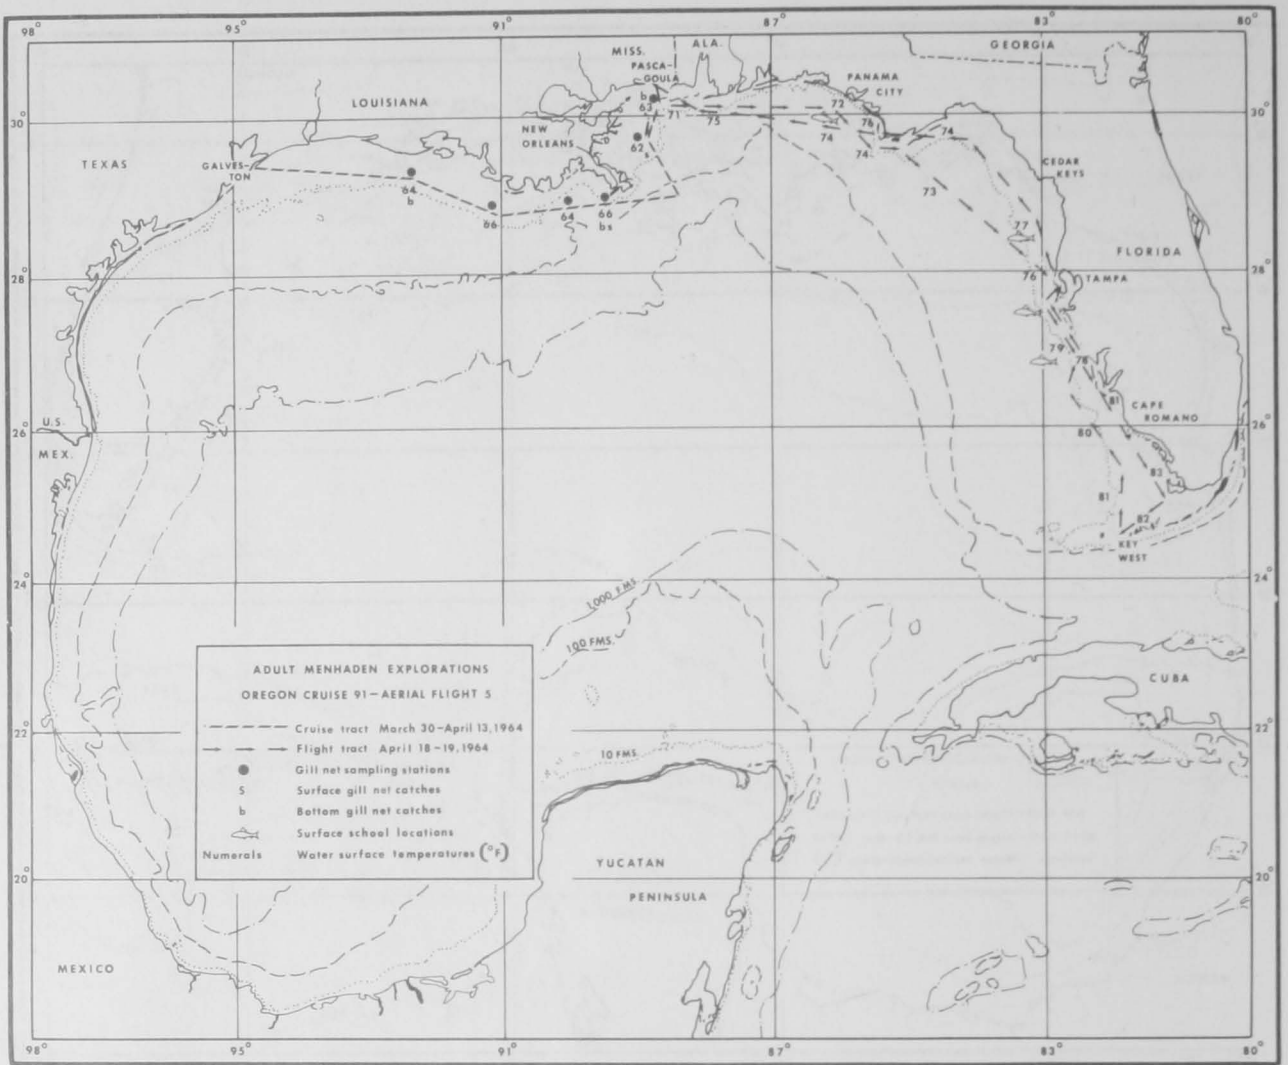 98° 95° 91° 87° 83° 80°
GEORGIA
MISS. ALA.
PASCA-
GOULA
PANAMA
CITY
LOUISIANA
b
63
71
75
72
76
74
74
74
30° 30°
NEW
ORLEANS
62
s
TEXAS
GALVES-
TON
64
b
66
64
66
bs
CEDAR
KEYS
73
77
FLORIDA
28° 28°
76
TAMPA
79
78
81
CAPE
ROMANO
U.S.
MEX.
26° 26°
80
82
81
82
KEY
WEST
24° 24°
1,000 FMS.
100 FMS.
CUBA
ADULT MENHADEN EXPLORATIONS
OREGON CRUISE 91—AERIAL FLIGHT 5
Cruise tract March 30–April 13, 1964
Flight tract April 18–19, 1964
Gill net sampling stations
S Surface gill net catches
b Bottom gill net catches
Surface school locations
Numerals Water surface temperatures (°F)
22° 22°
10 FMS.
YUCATAN
PENINSULA
20° 20°
MEXICO
98° 95° 91° 87° 83° 80°